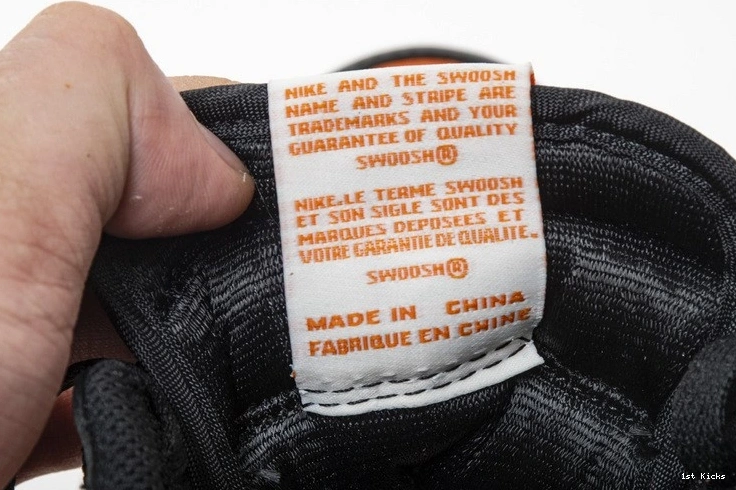 NIKE AND THE SWOOSH
NAME AND STRIPE ARE
TRADEMARKS AND YOUR
GUARANTEE OF QUALITY
SWOOSH®
NIKE-LE TERME SWOOSH
ET SON SIGLE SONT DES
MARQUES DEPOSEES ET
VOTRE GARANTIE DE QUALITE.
SWOOSH®
MADE IN CHINA
FABRIQUE EN CHINE
1st Kicks